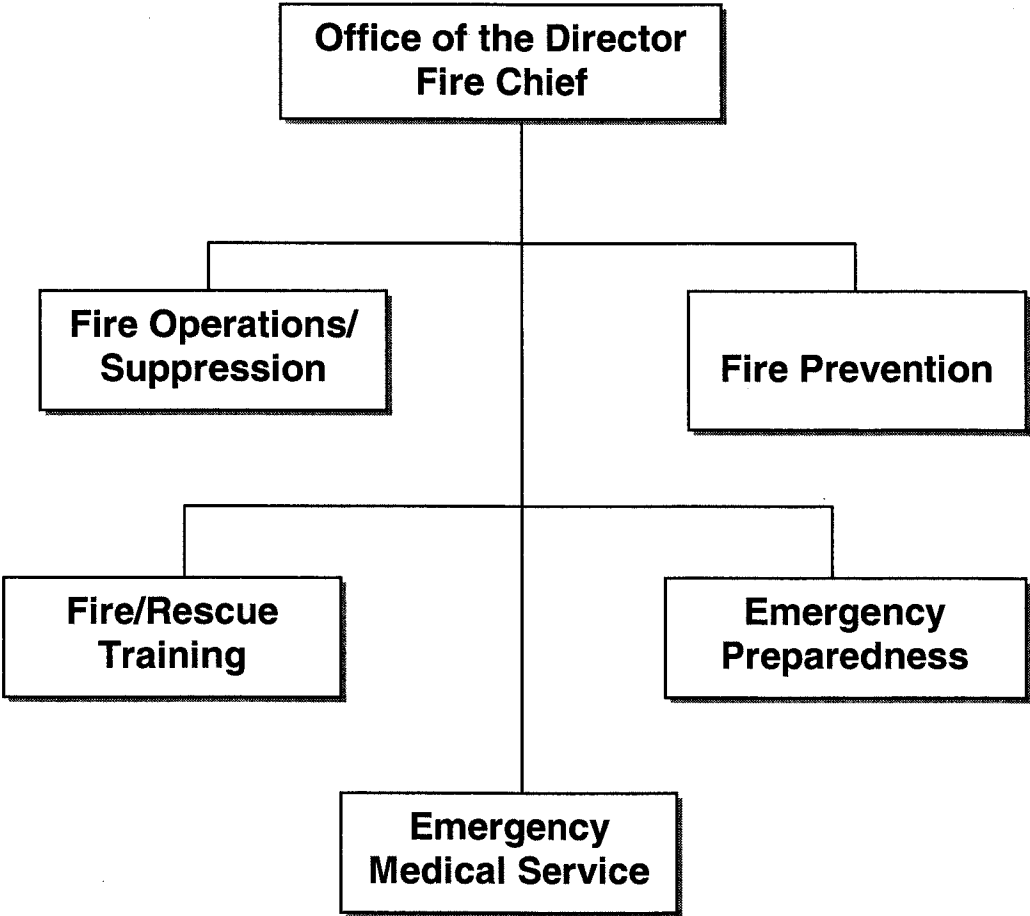 Office of the Director
Fire Chief
Fire Operations/
Suppression
Fire Prevention
Fire/Rescue
Training
Emergency
Preparedness
Emergency
Medical Service